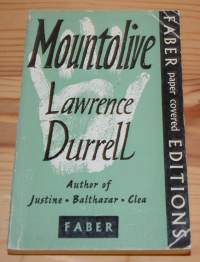 Mountolive
Lawrence
Durrell
Author of
Justine • Balthazar • Clea
FABER
FABER paper covered EDITIONS